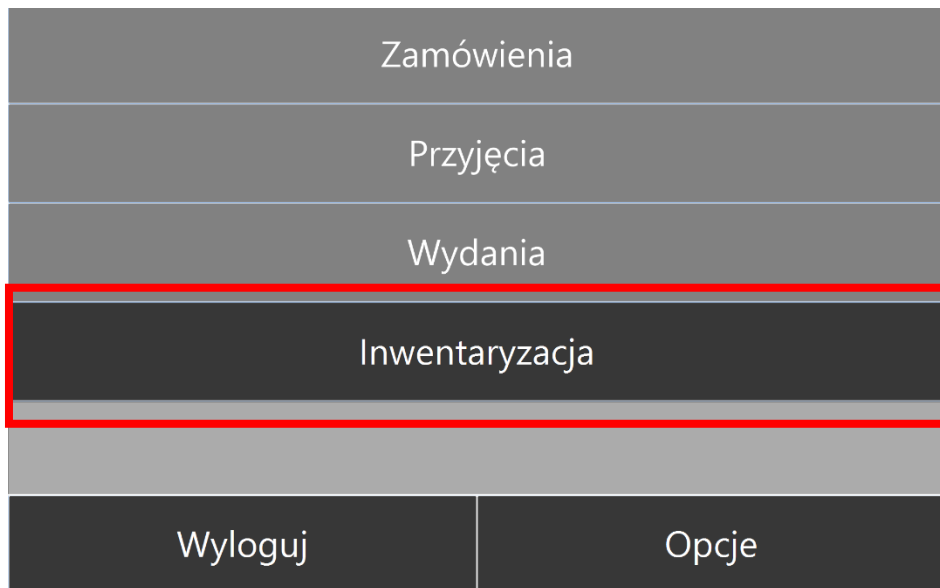 Zamówienia
Przyjęcia
Wydania
Inwentaryzacja
Wyloguj
Opcje